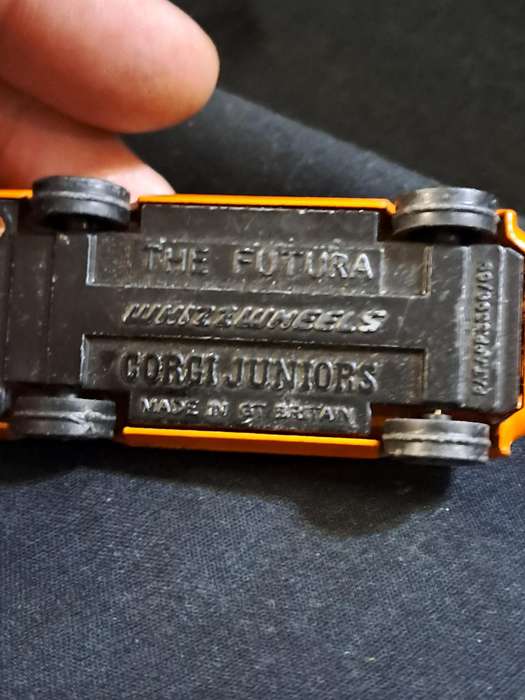 THE FUTURA
WHIZZWHEELS
CORGI JUNIORS
MADE IN GT BRITAIN